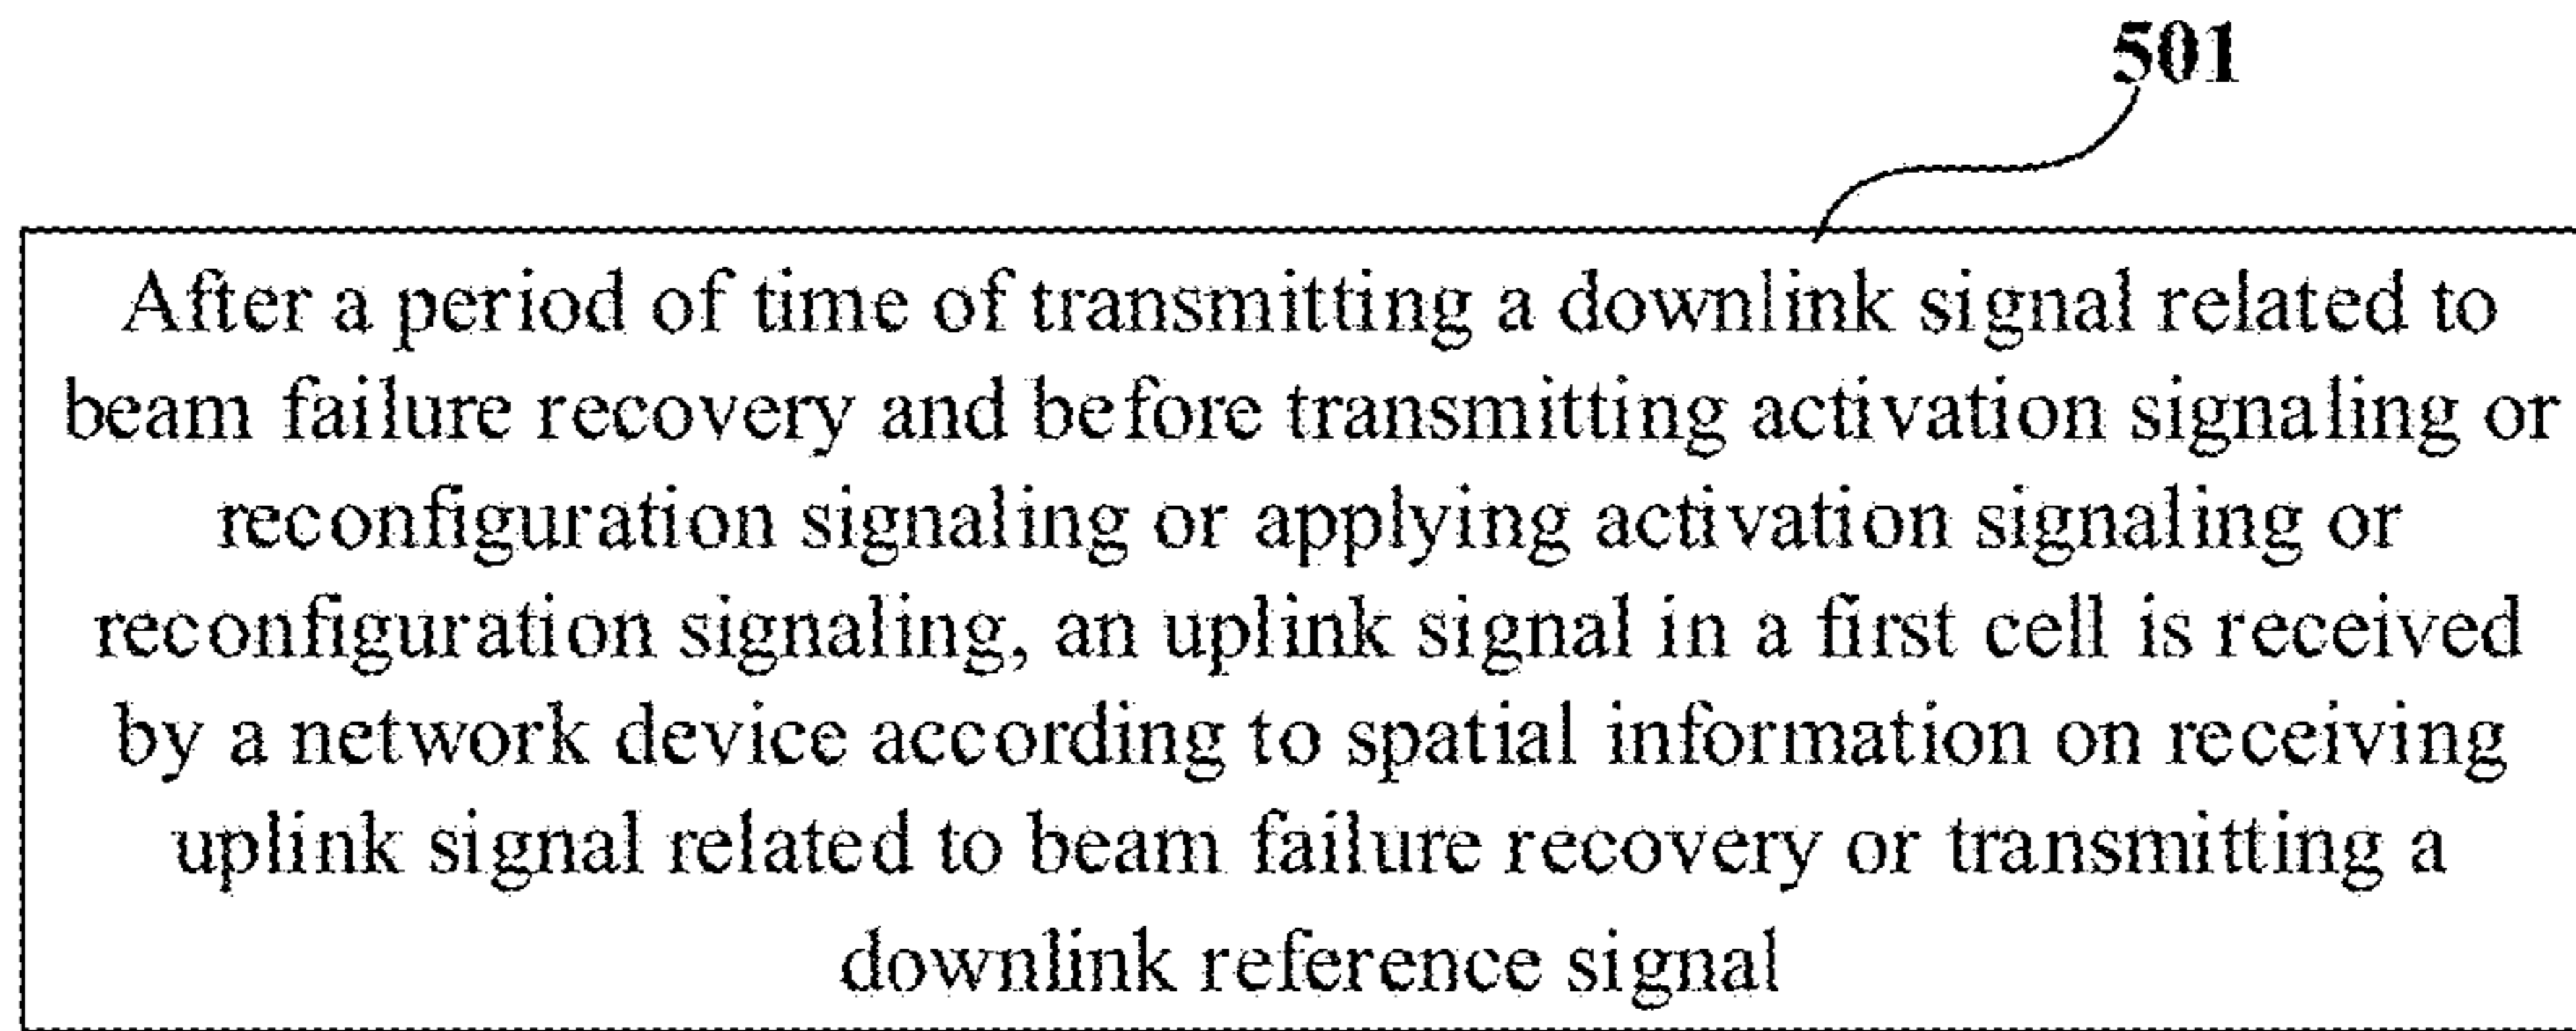 501
After a period of time of transmitting a downlink signal related to
beam failure recovery and before transmitting activation signaling or
reconfiguration signaling or applying activation signaling or
reconfiguration signaling, an uplink signal in a first cell is received
by a network device according to spatial information on receiving
uplink signal related to beam failure recovery or transmitting a
downlink reference signal